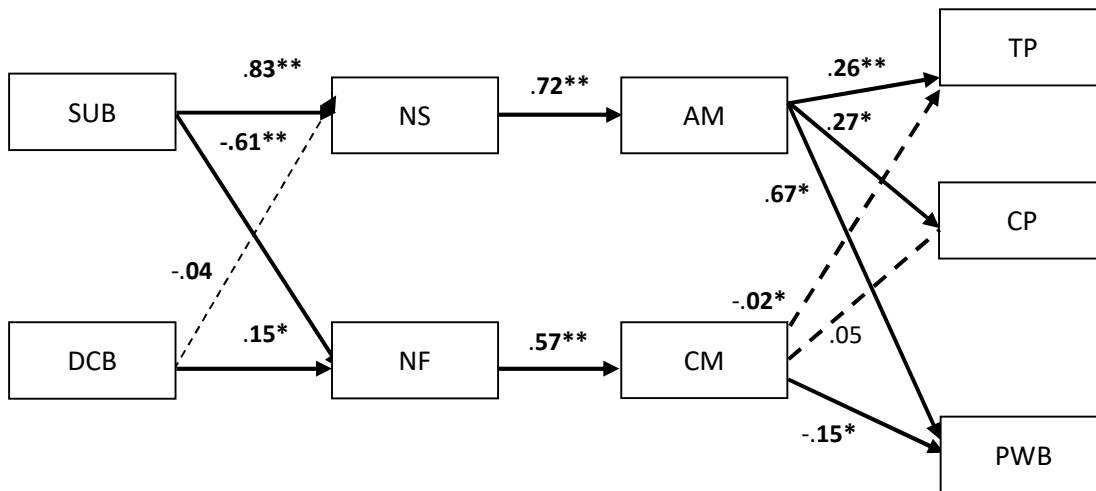 TP
.83**
.26**
SUB
NS
.72**
AM
.27*
-.61**
.67*
CP
-.04
-.02*
.05
DCB
.15*
NF
.57**
CM
-.15*
PWB